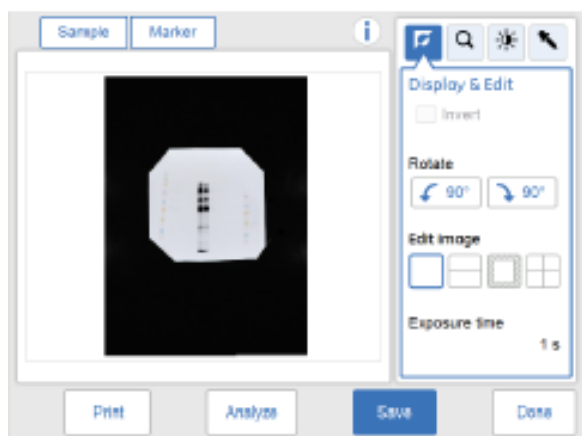 Sample
Marker
i
Display & Edit
Invert
Rotate
90°
90°
Edit image
Exposure time
1 s
Print
Analyze
Save
Done